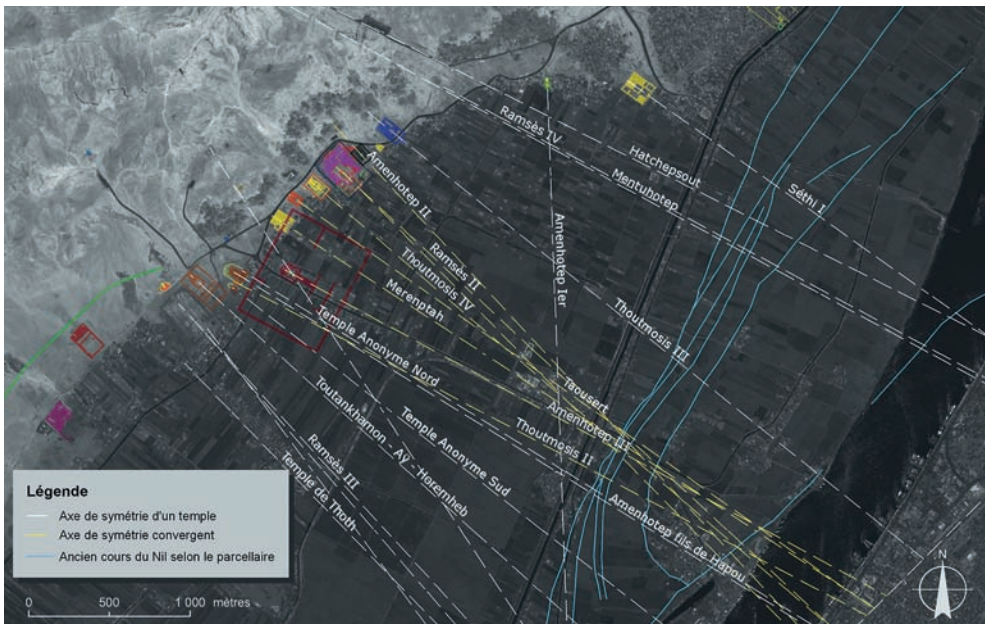 Ramsès IV
Hatchepsout
Mentuhotep
Séthi I
Amenhotep II
Amenhotep Ier
Ramsès II
Thoutmosis IV
Merenptah
Thoutmosis III
Temple Anonyme Nord
Taousert
Amenhotep III
Thoutmosis II
Toutankhamon - Aÿ - Horemheb
Temple Anonyme Sud
Ramsès III
Temple de Thoth
Amenhotep fils de Hapou
Légende
Axe de symétrie d'un temple
Axe de symétrie convergent
Ancien cours du Nil selon le parcellaire
0 500 1 000 mètres
N